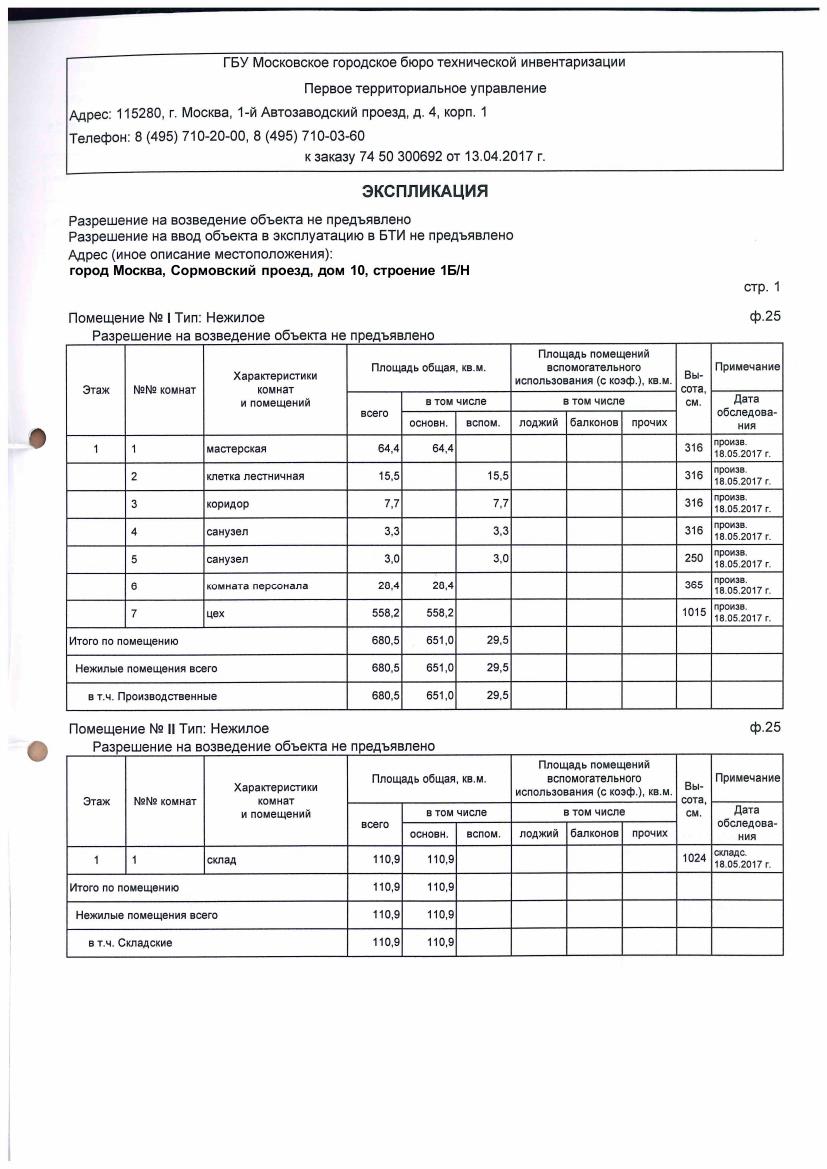 ГБУ Московское городское бюро технической инвентаризации
Первое территориальное управление
Адрес: 115280, г. Москва, 1-й Автозаводский проезд, д. 4, корп. 1
Телефон: 8 (495) 710-20-00, 8 (495) 710-03-60
к заказу 74 50 300692 от 13.04.2017 г.
ЭКСПЛИКАЦИЯ
Разрешение на возведение объекта не предъявлено
Разрешение на ввод объекта в эксплуатацию в БТИ не предъявлено
Адрес (иное описание местоположения):
город Москва, Сормовский проезд, дом 10, строение 1Б/Н
стр. 1
Помещение № I Тип: Нежилое ф.25
Разрешение на возведение объекта не предъявлено
Этаж
№№ комнат
Характеристики
комнат
и помещений
Площадь общая, кв.м.
всего
в том числе
основн. вспом.
Площадь помещений
вспомогательного
использования (с коэф.), кв.м.
в том числе
лоджий балконов прочих
Вы-
сота,
см.
Примечание
Дата
обследова-
ния
1 1 мастерская 64,4 64,4 316 произв.
18.05.2017 г.
2 клетка лестничная 15,5 15,5 316 произв.
18.05.2017 г.
3 коридор 7,7 7,7 316 произв.
18.05.2017 г.
4 санузел 3,3 3,3 316 произв.
18.05.2017 г.
5 санузел 3,0 3,0 250 произв.
18.05.2017 г.
6 комната персонала 28,4 28,4 365 произв.
18.05.2017 г.
7 цех 558,2 558,2 1015 произв.
18.05.2017 г.
Итого по помещению 680,5 651,0 29,5
Нежилые помещения всего 680,5 651,0 29,5
в т.ч. Производственные 680,5 651,0 29,5
Помещение № II Тип: Нежилое ф.25
Разрешение на возведение объекта не предъявлено
Этаж
№№ комнат
Характеристики
комнат
и помещений
Площадь общая, кв.м.
всего
в том числе
основн. вспом.
Площадь помещений
вспомогательного
использования (с коэф.), кв.м.
в том числе
лоджий балконов прочих
Вы-
сота,
см.
Примечание
Дата
обследова-
ния
1 1 склад 110,9 110,9 1024 складс.
18.05.2017 г.
Итого по помещению 110,9 110,9
Нежилые помещения всего 110,9 110,9
в т.ч. Складские 110,9 110,9